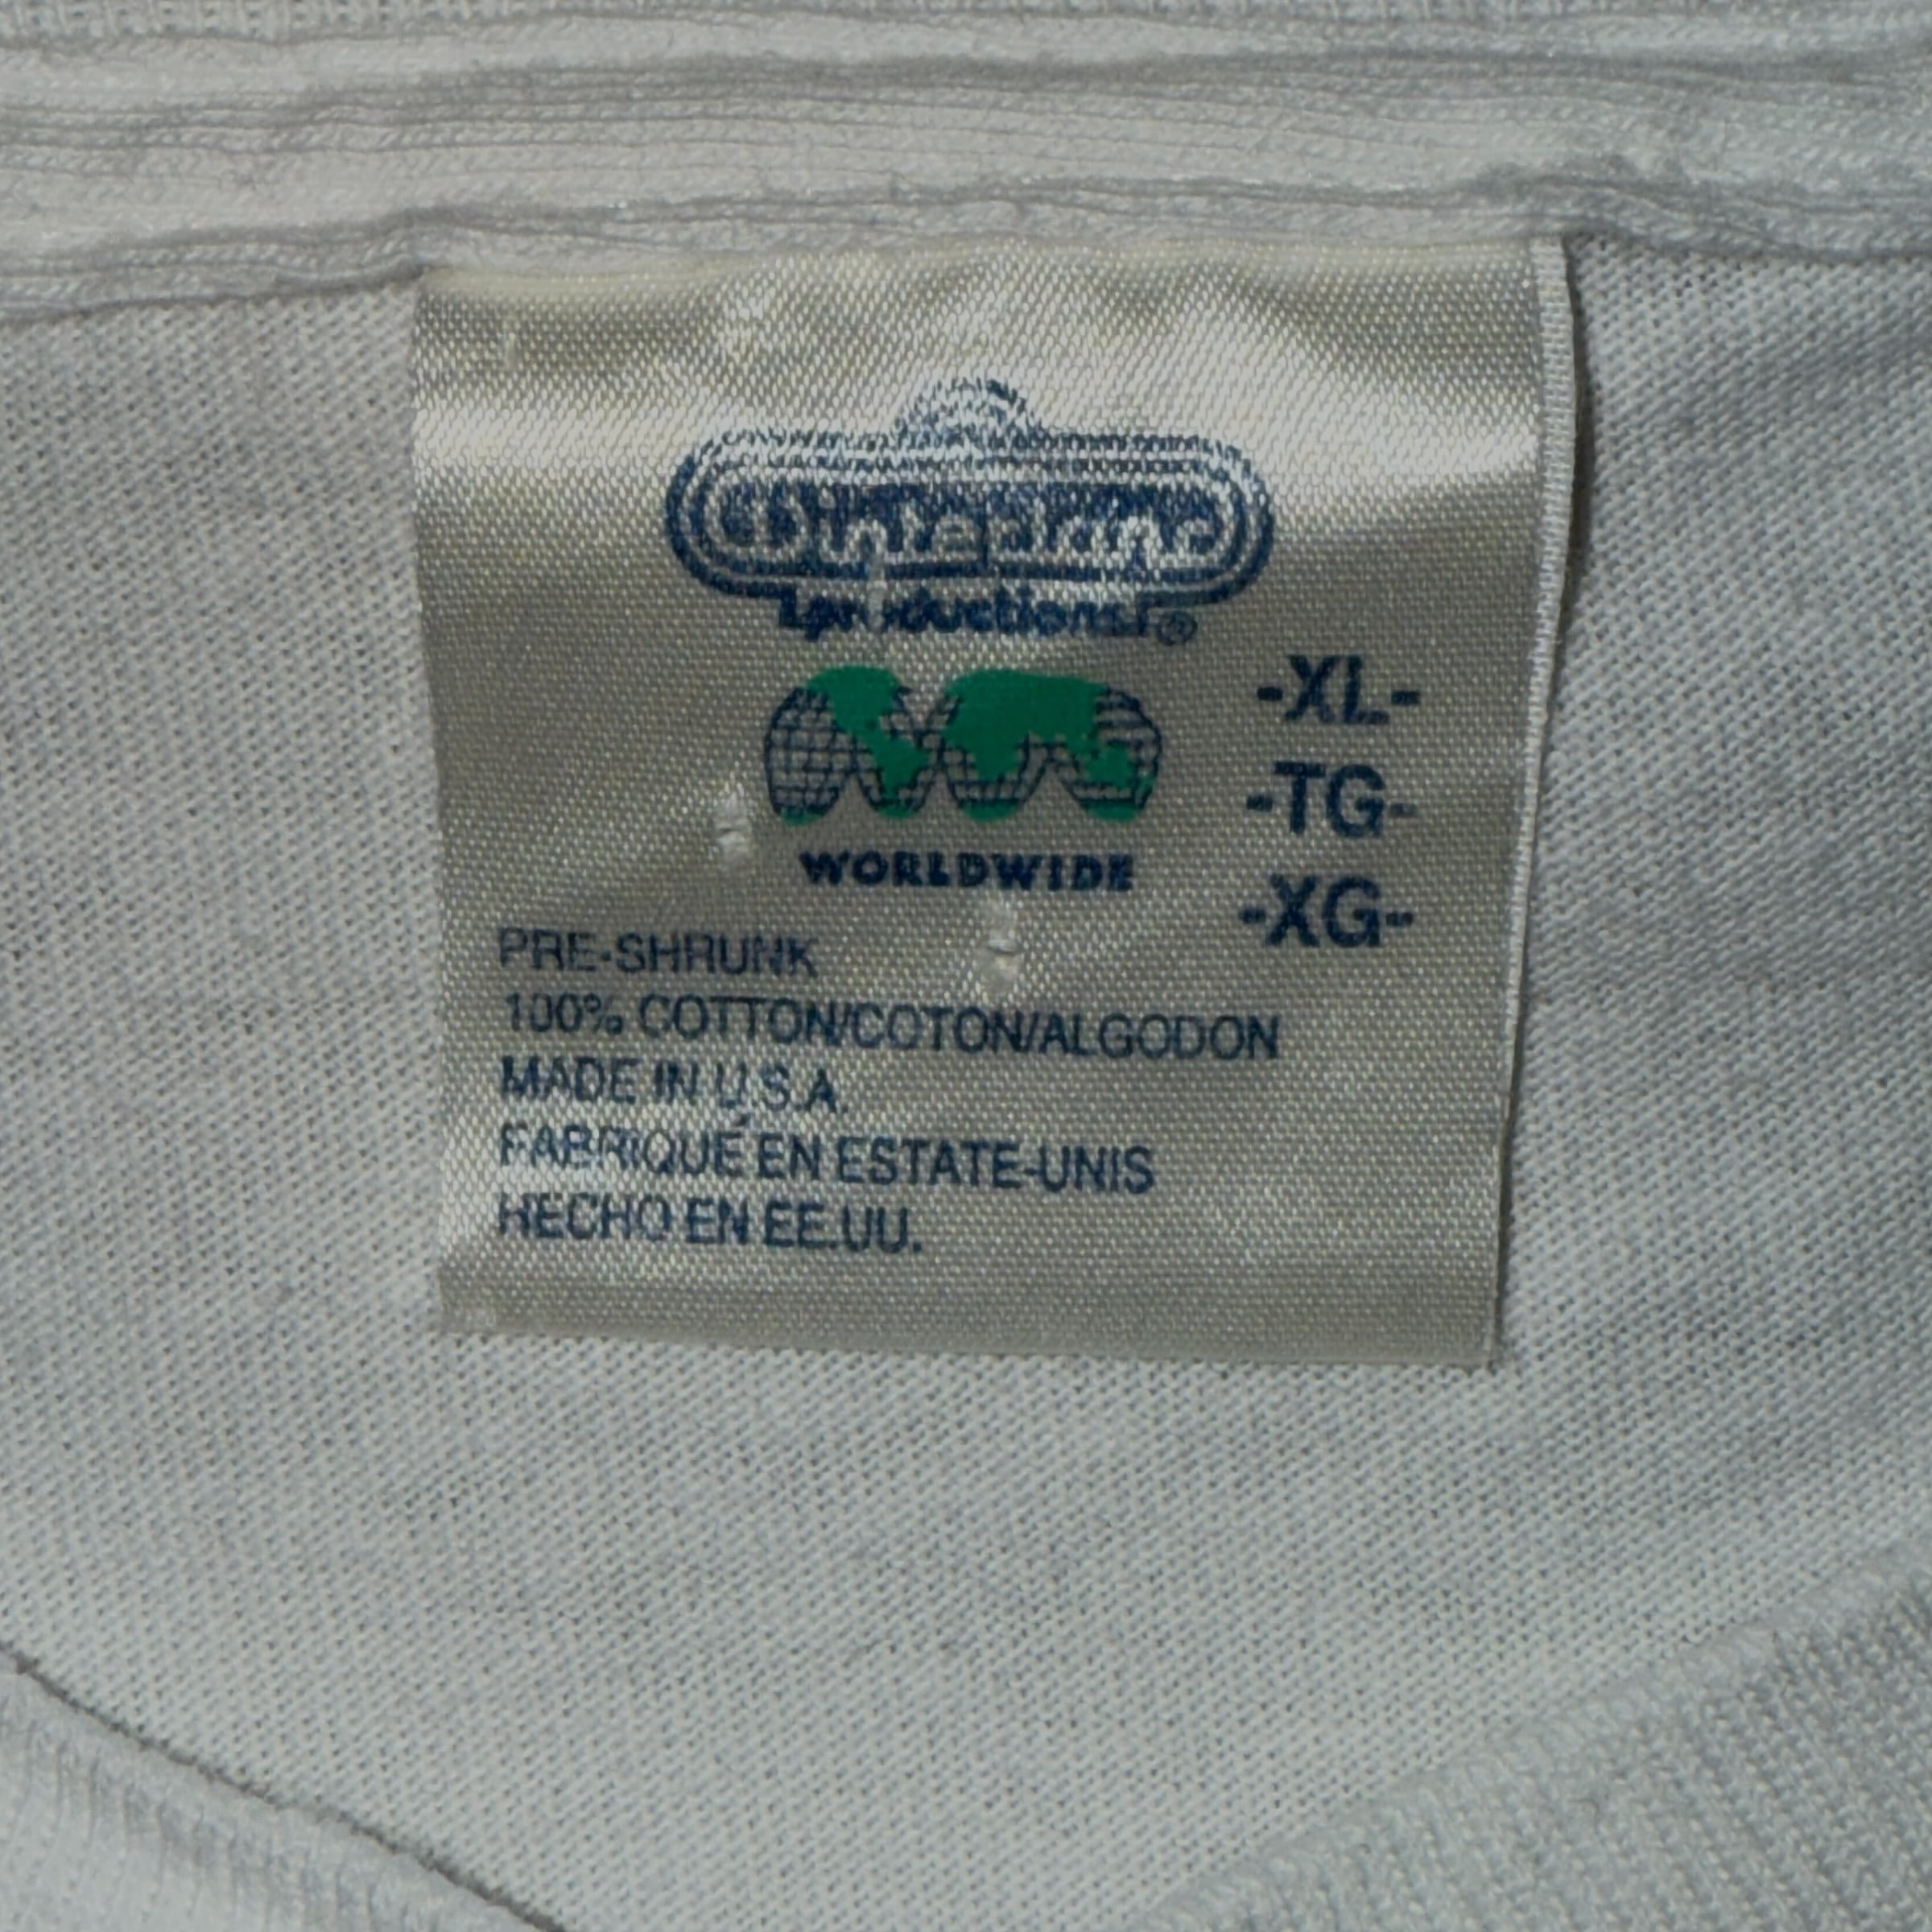 Winterland
productions
®
WORLDWIDE
-XL-
-TG-
-XG-
PRE-SHRUNK
100% COTTON/COTON/ALGODON
MADE IN U.S.A.
FABRIQUÉ EN ESTATE-UNIS
HECHO EN EE.UU.